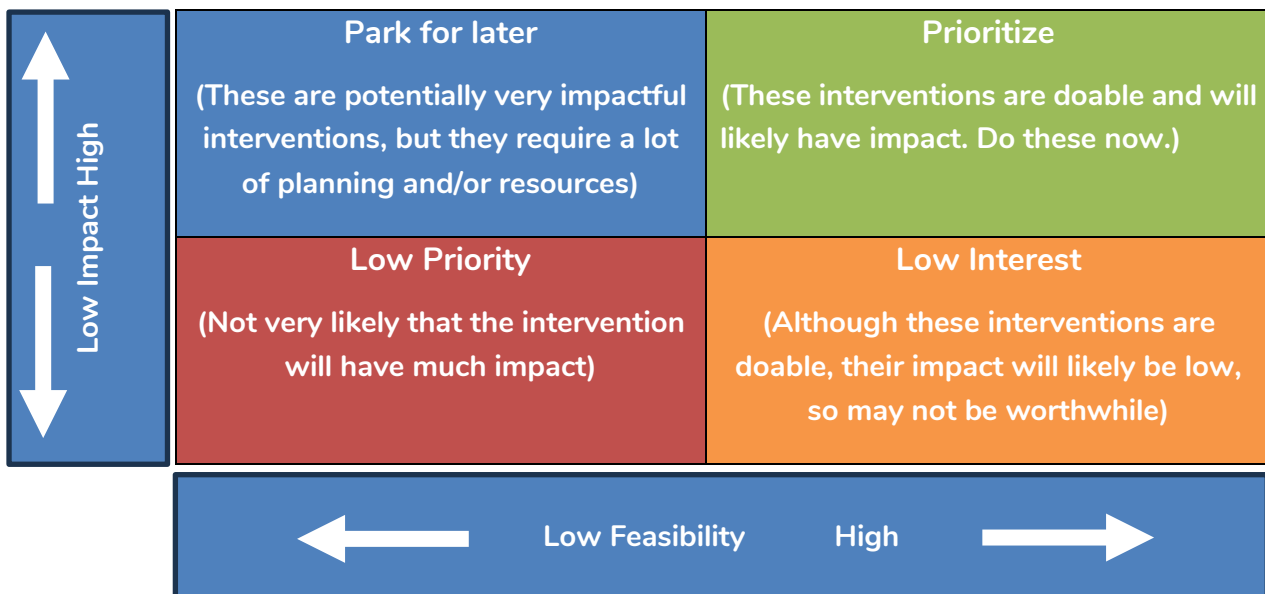 Low Impact High
Park for later
(These are potentially very impactful
interventions, but they require a lot
of planning and/or resources)
Prioritize
(These interventions are doable and will
likely have impact. Do these now.)
Low Priority
(Not very likely that the intervention
will have much impact)
Low Interest
(Although these interventions are
doable, their impact will likely be low,
so may not be worthwhile)
Low Feasibility High